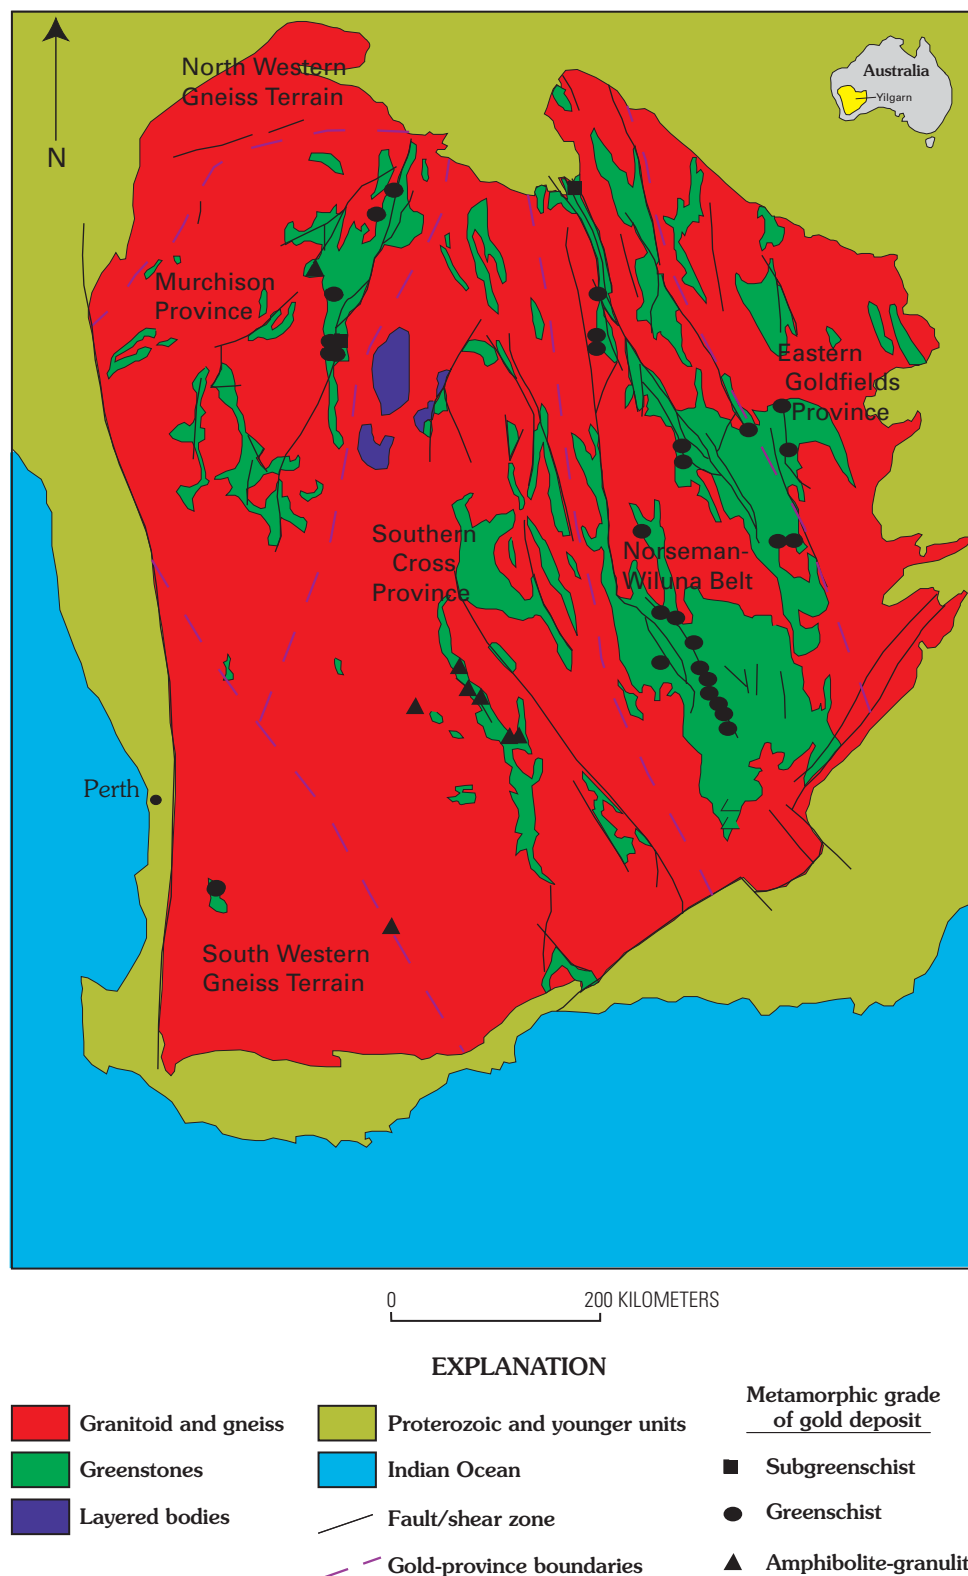 North Western
Gneiss Terrain
N
Australia
Yilgarn
Murchison
Province
Eastern
Goldfields
Province
Southern
Cross
Province
Norseman-
Wiluna Belt
Perth
South Western
Gneiss Terrain
0 200 KILOMETERS
EXPLANATION
Granitoid and gneiss
Greenstones
Layered bodies
Proterozoic and younger units
Indian Ocean
Fault/shear zone
Gold-province boundaries
Metamorphic grade
of gold deposit
Subgreenschist
Greenschist
Amphibolite-granulit